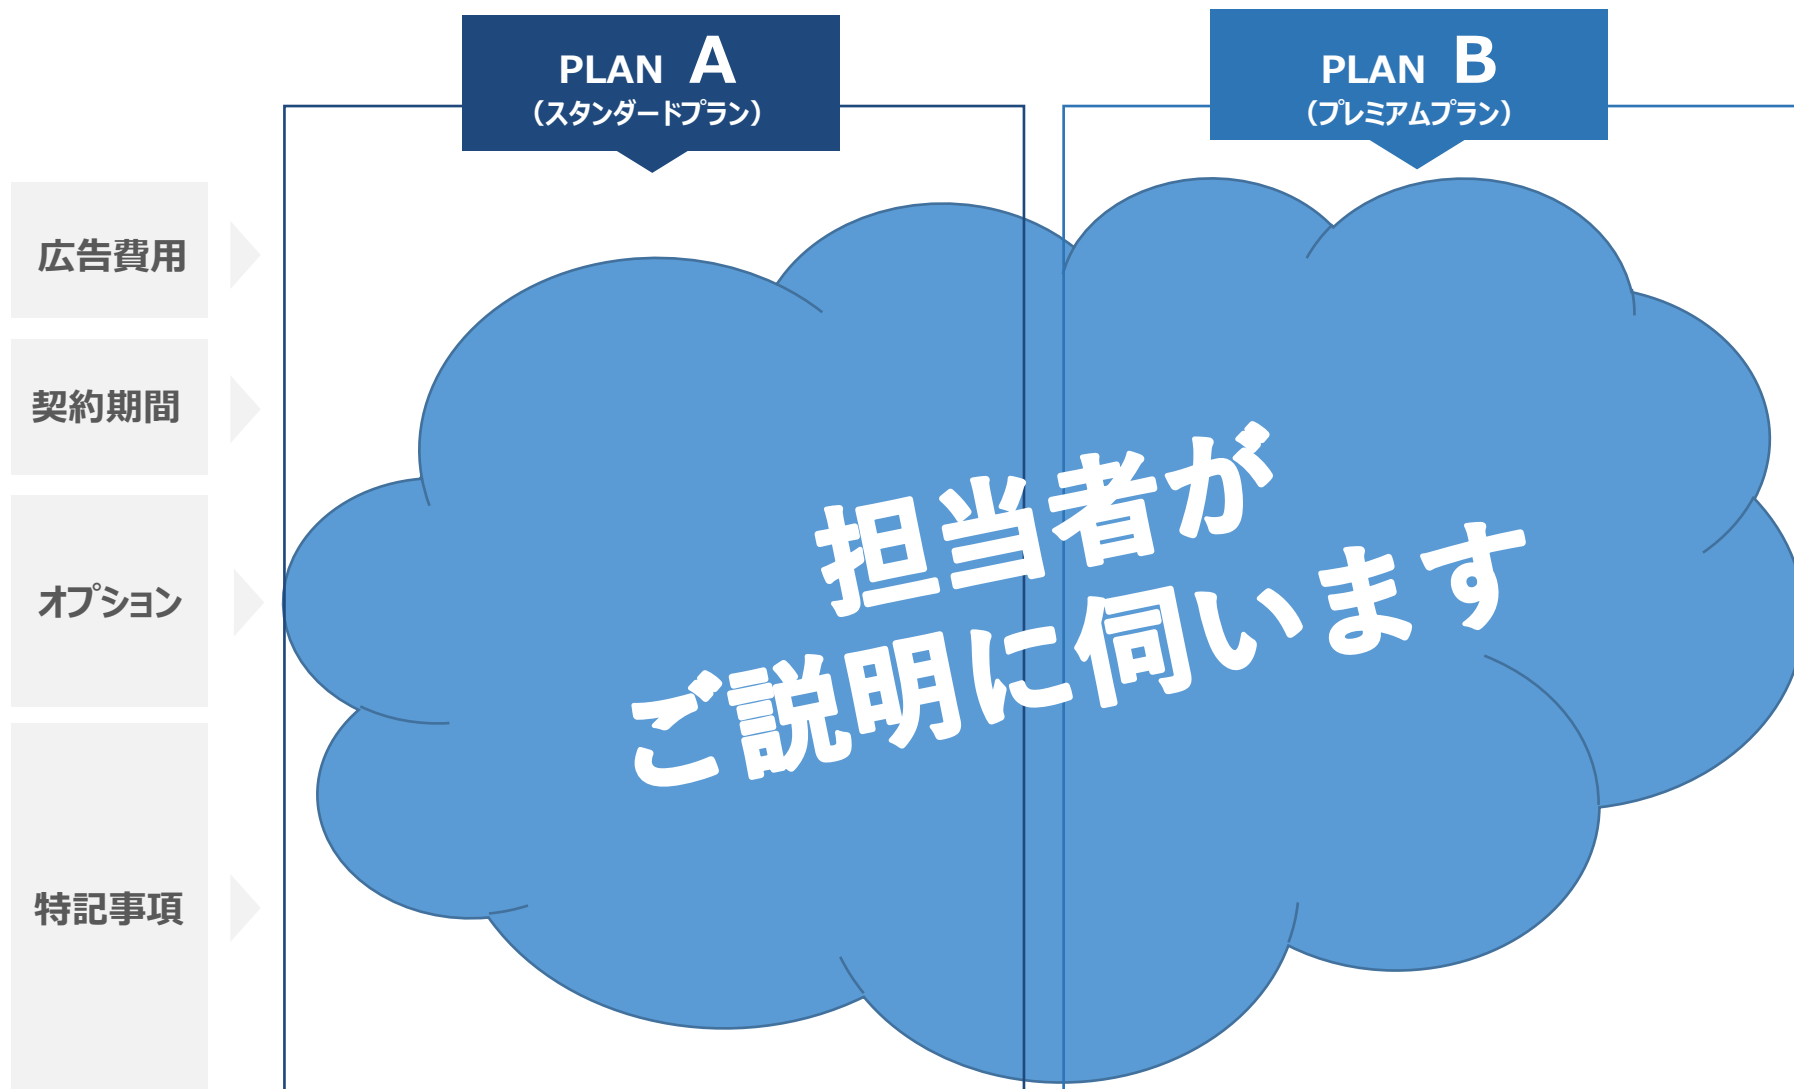 PLAN A
(スタンダードプラン)
PLAN B
(プレミアムプラン)
広告費用
契約期間
オプション
特記事項
担当者が
ご説明に伺います